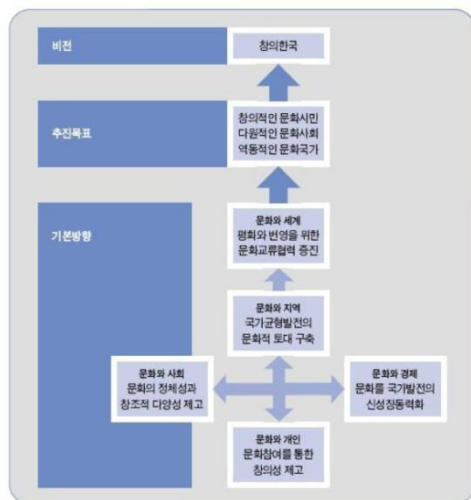 비전
창의한국
추진목표
창의적인 문화시민
다원적인 문화사회
역동적인 문화국가
기본방향
문화와 세계
평화와 번영을 위한
문화교류협력 증진
문화와 지역
국가균형발전의
문화적 토대 구축
문화와 사회
문화의 정체성과
창조적 다양성 제고
문화와 경제
문화를 국가발전의
신성장동력화
문화와 개인
문화참여를 통한
창의성 제고